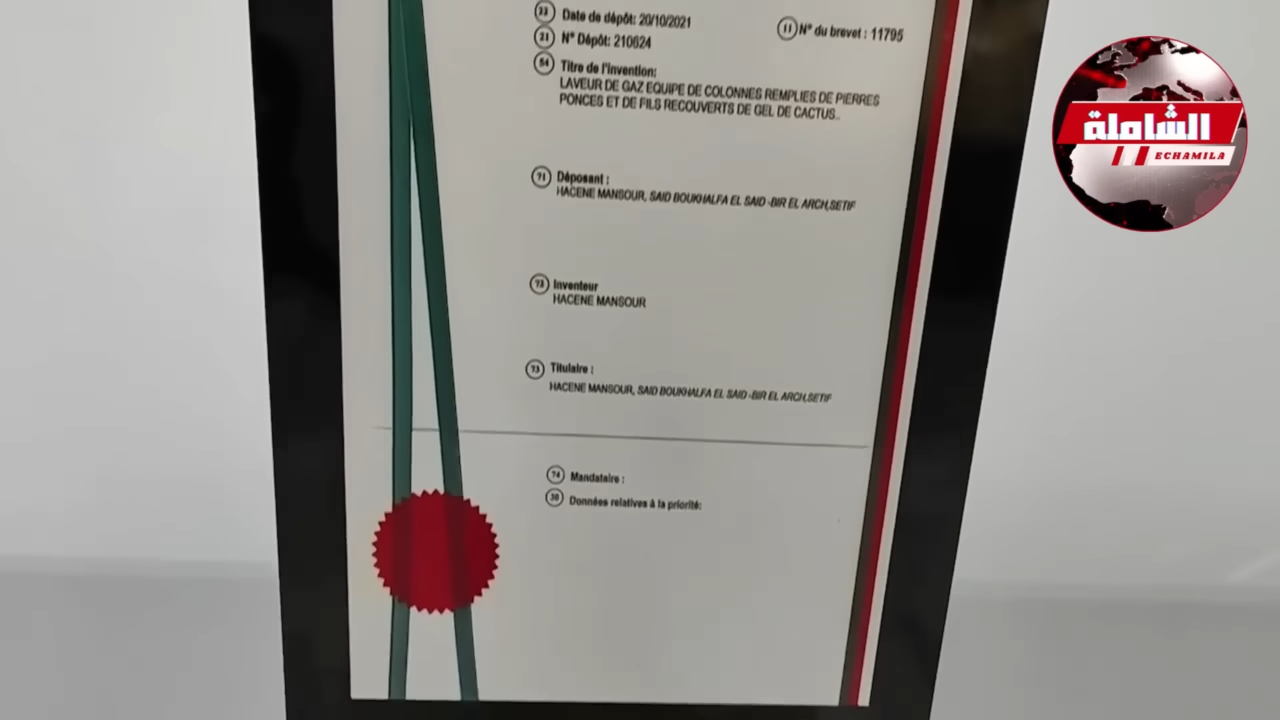 22 Date de dépôt: 20/10/2021
11 N° du brevet : 11795
21 N° Dépôt: 210624
54 Titre de l'invention:
LAVEUR DE GAZ EQUIPE DE COLONNES REMPLIES DE PIERRES
PONCES ET DE FILS RECOUVERTS DE GEL DE CACTUS..
71 Déposant :
HACENE MANSOUR, SAID BOUKHALFA EL SAID -BIR EL ARCH,SETIF
72 Inventeur
HACENE MANSOUR
73 Titulaire :
HACENE MANSOUR, SAID BOUKHALFA EL SAID -BIR EL ARCH,SETIF
74 Mandataire :
30 Données relatives à la priorité:
الشاملة
ECHAMILA